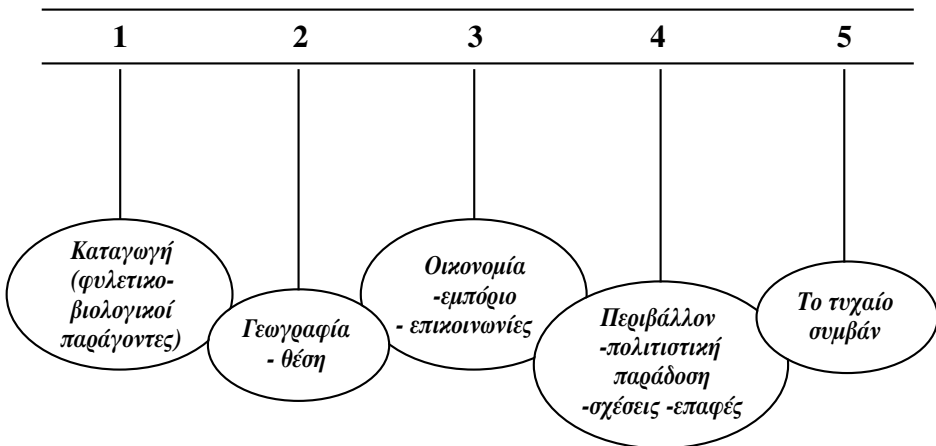 1 2 3 4 5
Καταγωγή
(φυλετικο-
βιολογικοί
παράγοντες)
Γεωγραφία
- θέση
Οικονομία
-εμπόριο
- επικοινωνίες
Περιβάλλον
-πολιτιστική
παράδοση
-σχέσεις -επαφές
Το τυχαίο
συμβάν